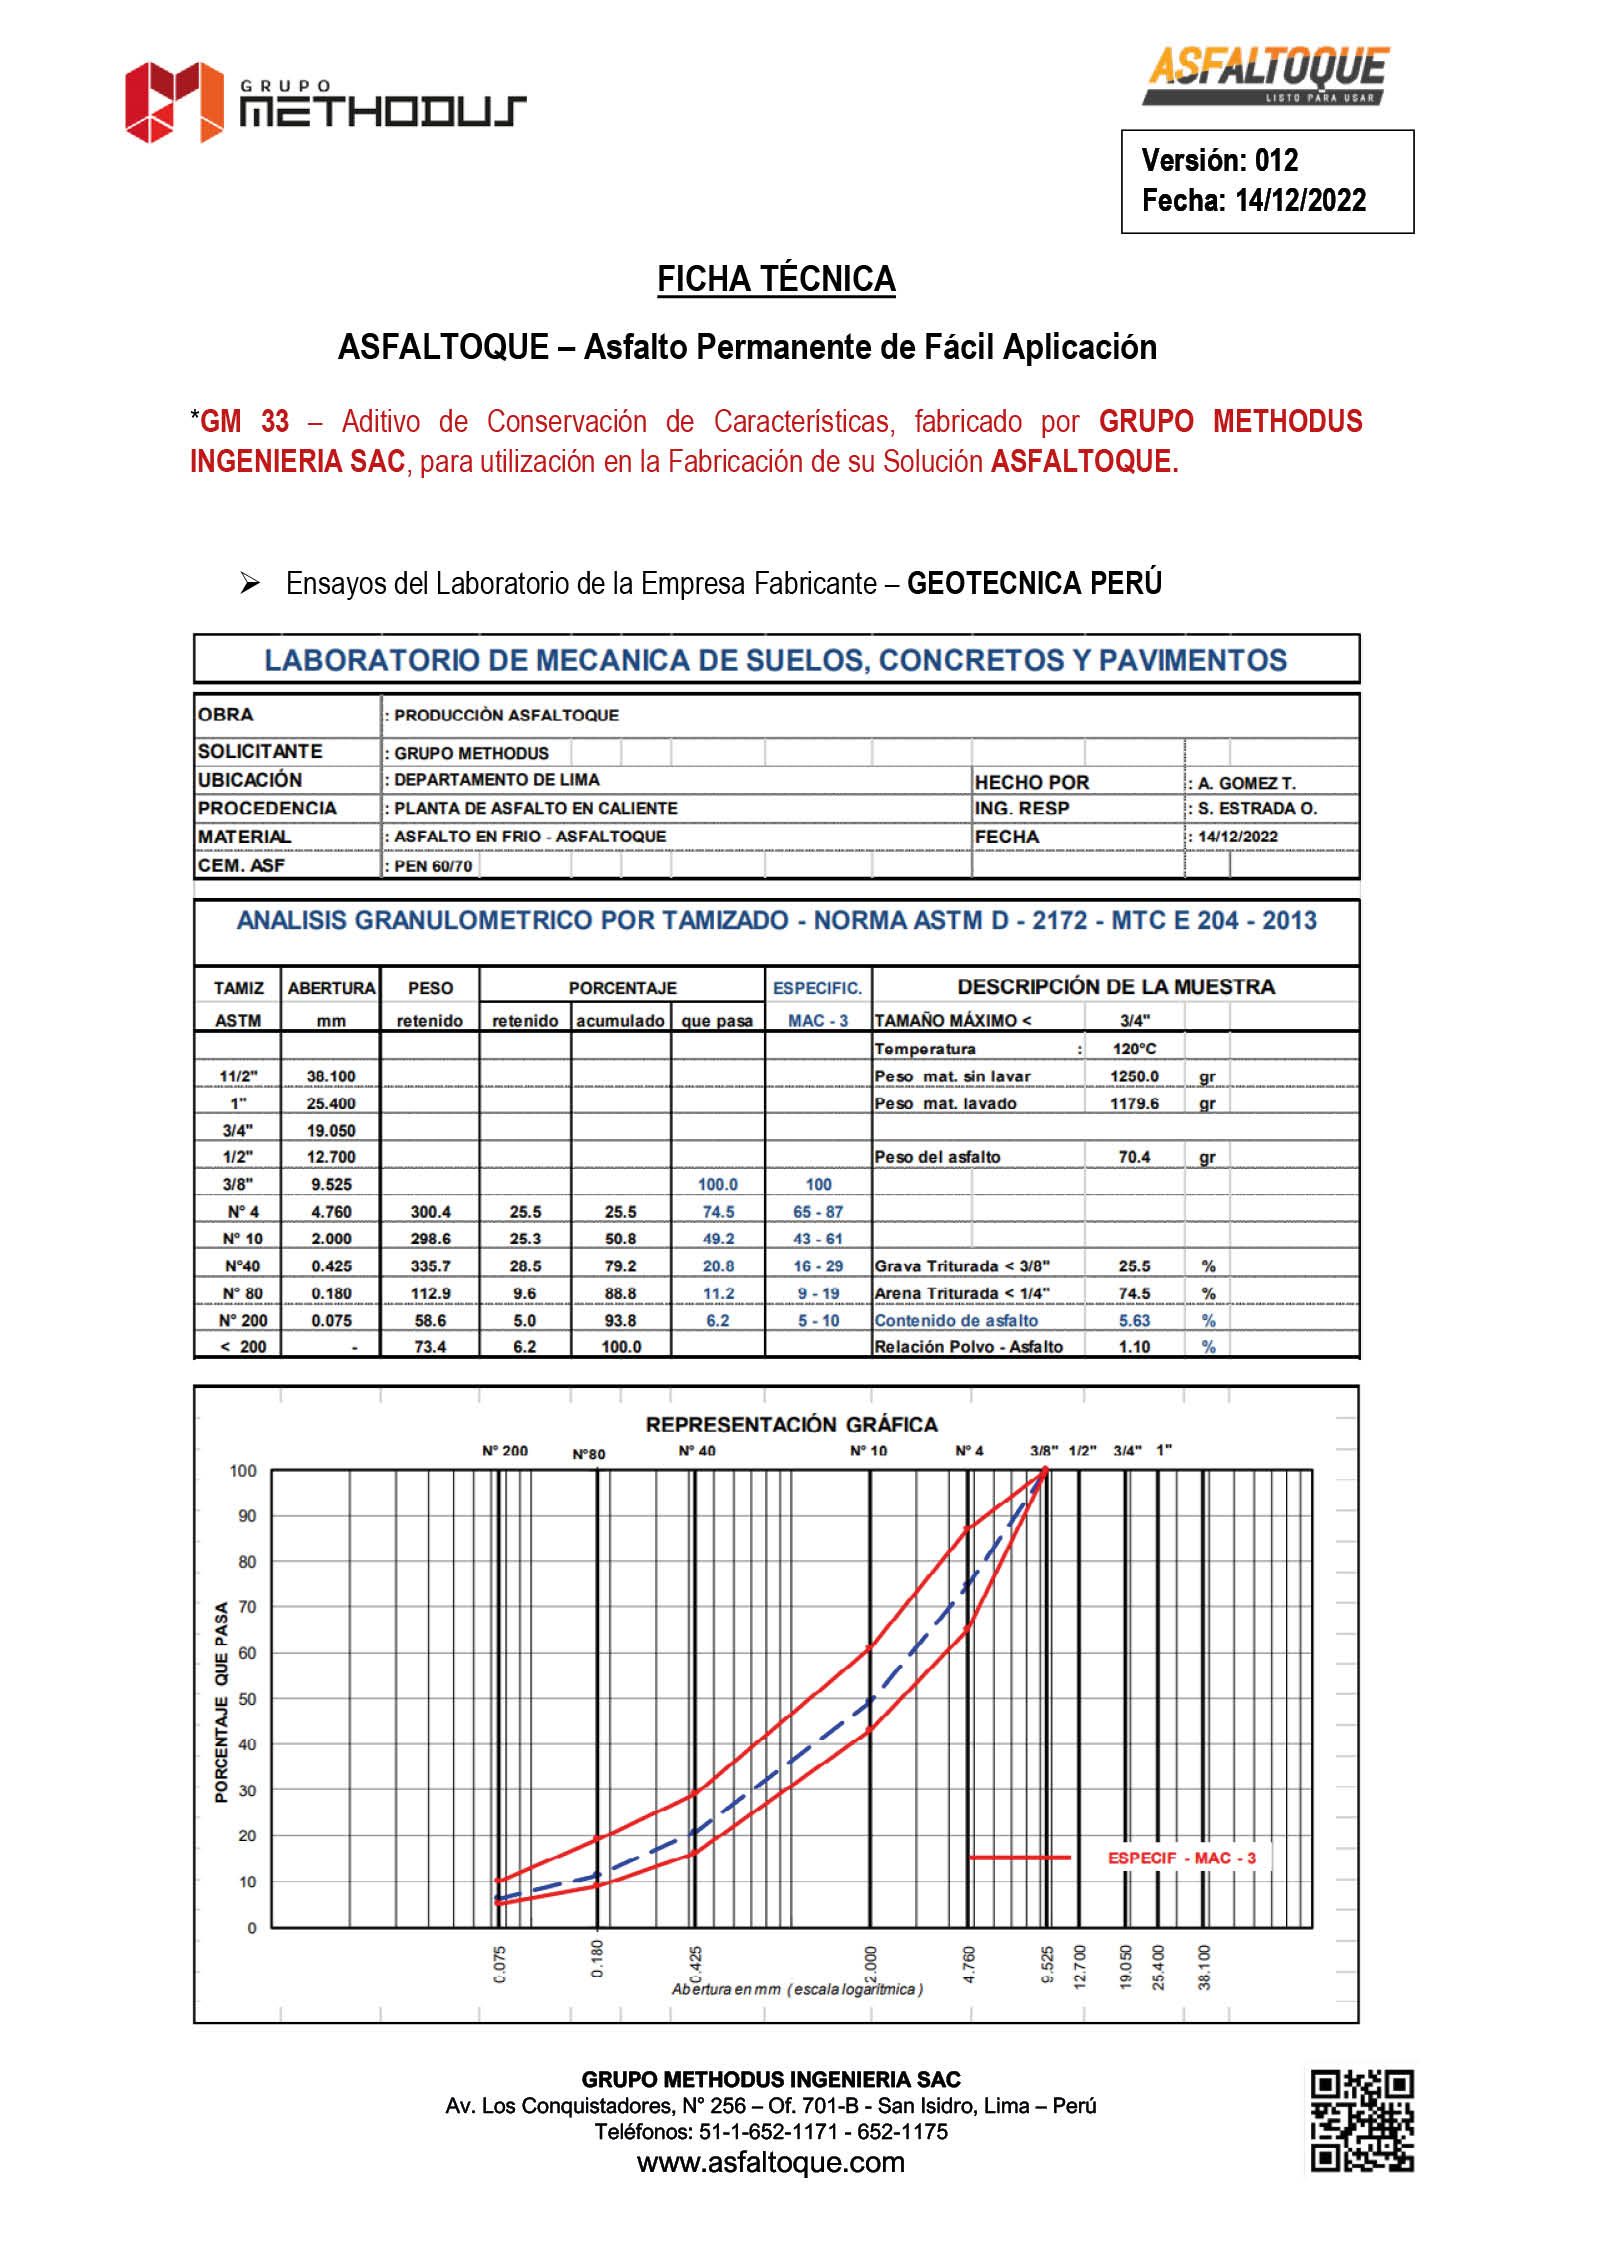 GRUPO
METHODUS
ASFALTOQUE
LISTO PARA USAR
Versión: 012
Fecha: 14/12/2022
FICHA TÉCNICA
ASFALTOQUE – Asfalto Permanente de Fácil Aplicación
*GM 33 – Aditivo de Conservación de Características, fabricado por GRUPO METHODUS
INGENIERIA SAC, para utilización en la Fabricación de su Solución ASFALTOQUE.
➢ Ensayos del Laboratorio de la Empresa Fabricante – GEOTECNICA PERÚ
LABORATORIO DE MECANICA DE SUELOS, CONCRETOS Y PAVIMENTOS
OBRA : PRODUCCIÒN ASFALTOQUE
SOLICITANTE : GRUPO METHODUS
UBICACIÓN : DEPARTAMENTO DE LIMA HECHO POR : A. GOMEZ T.
PROCEDENCIA : PLANTA DE ASFALTO EN CALIENTE ING. RESP : S. ESTRADA O.
MATERIAL : ASFALTO EN FRIO - ASFALTOQUE FECHA : 14/12/2022
CEM. ASF : PEN 60/70
ANALISIS GRANULOMETRICO POR TAMIZADO - NORMA ASTM D - 2172 - MTC E 204 - 2013
TAMIZ ABERTURA PESO PORCENTAJE ESPECIFIC. DESCRIPCIÓN DE LA MUESTRA
ASTM mm retenido retenido acumulado que pasa MAC - 3 TAMAÑO MÁXIMO < 3/4"
Temperatura : 120°C
11/2" 38.100 Peso mat. sin lavar 1250.0 gr
1" 25.400 Peso mat. lavado 1179.6 gr
3/4" 19.050
1/2" 12.700 Peso del asfalto 70.4 gr
3/8" 9.525 100.0 100
N° 4 4.760 300.4 25.5 25.5 74.5 65 - 87
N° 10 2.000 298.6 25.3 50.8 49.2 43 - 61
N°40 0.425 335.7 28.5 79.2 20.8 16 - 29 Grava Triturada < 3/8" 25.5 %
N° 80 0.180 112.9 9.6 88.8 11.2 9 - 19 Arena Triturada < 1/4" 74.5 %
N° 200 0.075 58.6 5.0 93.8 6.2 5 - 10 Contenido de asfalto 5.63 %
< 200 - 73.4 6.2 100.0 Relación Polvo - Asfalto 1.10 %
REPRESENTACIÓN GRÁFICA
N° 200 N°80 N° 40 N° 10 N° 4 3/8" 1/2" 3/4" 1"
100
90
80
70
60
50
40
30
20
10
0
PORCENTAJE QUE PASA
ESPECIF - MAC - 3
0.075 0.180 0.425 2.000 4.760 9.525 12.700 19.050 25.400 38.100
Abertura en mm ( escala logarítmica )
GRUPO METHODUS INGENIERIA SAC
Av. Los Conquistadores, N° 256 – Of. 701-B - San Isidro, Lima – Perú
Teléfonos: 51-1-652-1171 - 652-1175
www.asfaltoque.com